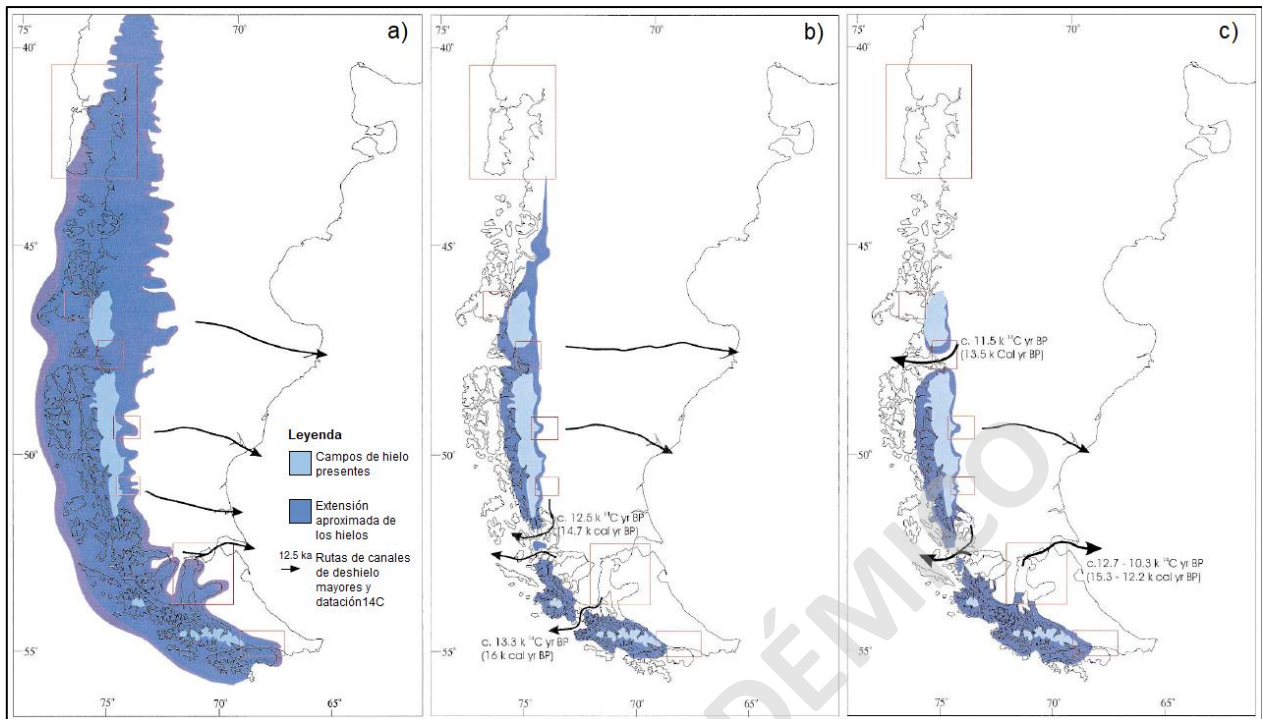 75°
70°
a)
40°
45°
50°
55°
Leyenda
Campos de hielo
presentes
Extensión
aproximada de
los hielos
12.5 ka
Rutas de canales
de deshielo
mayores y
datación14C
75°
70°
65°
70°
b)
40°
45°
50°
55°
c. 12.5 k ¹⁴C yr BP
(14.7 k cal yr BP)
c. 13.3 k ¹⁴C yr BP
(16 k cal yr BP)
75°
70°
65°
75°
70°
c)
40°
45°
50°
55°
c. 11.5 k ¹⁴C yr BP
(13.5 k Cal yr BP)
c.12.7 - 10.3 k ¹⁴C yr BP
(15.3 - 12.2 k cal yr BP)
75°
70°
65°
DÉMICO